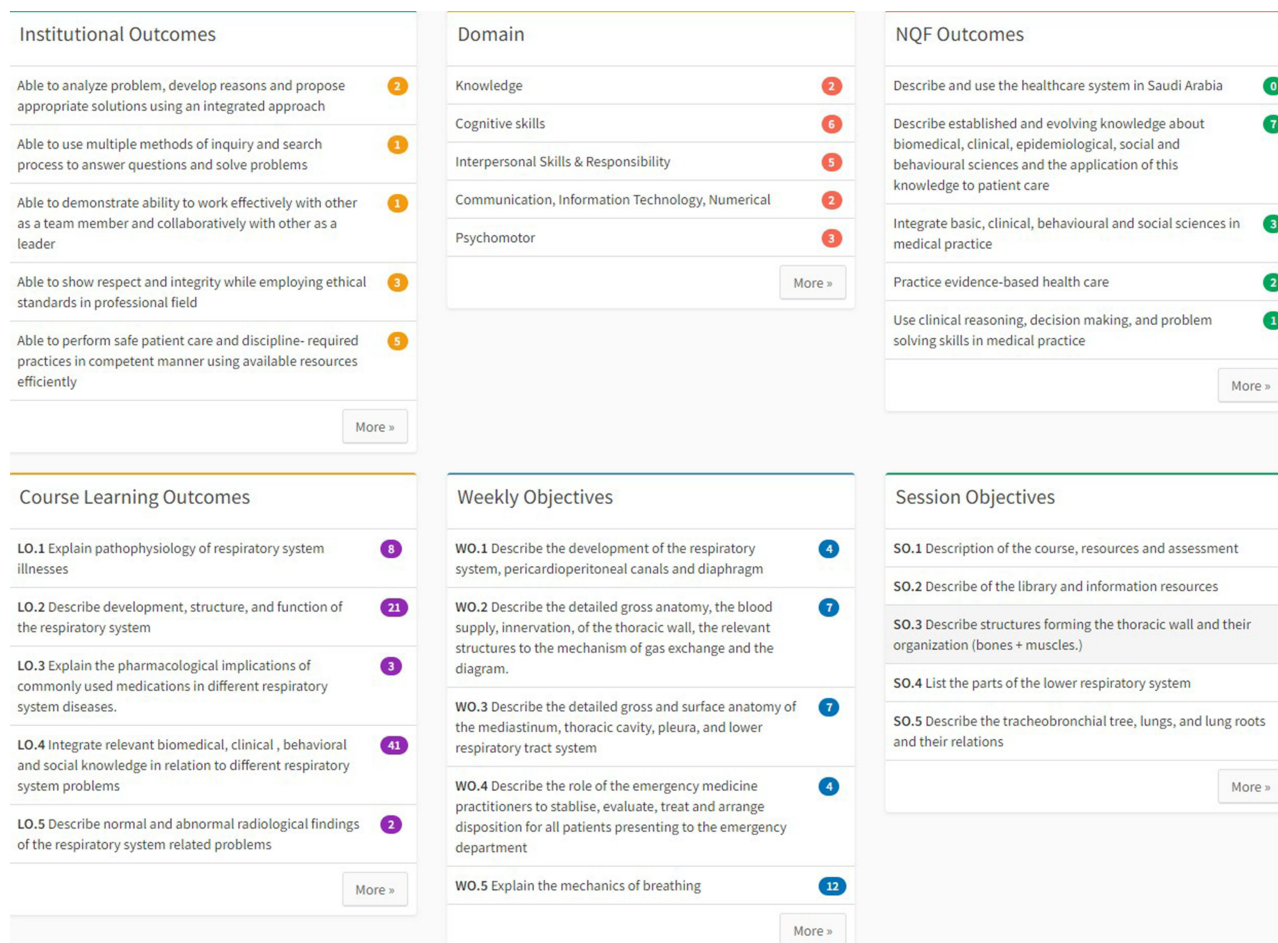 Institutional Outcomes
Able to analyze problem, develop reasons and propose
appropriate solutions using an integrated approach
2
Able to use multiple methods of inquiry and search
process to answer questions and solve problems
1
Able to demonstrate ability to work effectively with other
as a team member and collaboratively with other as a
leader
1
Able to show respect and integrity while employing ethical
standards in professional field
3
Able to perform safe patient care and discipline- required
practices in competent manner using available resources
efficiently
5
More »
Domain
Knowledge 2
Cognitive skills 6
Interpersonal Skills & Responsibility 5
Communication, Information Technology, Numerical 2
Psychomotor 3
More »
NQF Outcomes
Describe and use the healthcare system in Saudi Arabia 0
Describe established and evolving knowledge about
biomedical, clinical, epidemiological, social and
behavioural sciences and the application of this
knowledge to patient care
7
Integrate basic, clinical, behavioural and social sciences in
medical practice
3
Practice evidence-based health care 2
Use clinical reasoning, decision making, and problem
solving skills in medical practice
1
More »
Course Learning Outcomes
LO.1 Explain pathophysiology of respiratory system
illnesses
8
LO.2 Describe development, structure, and function of
the respiratory system
21
LO.3 Explain the pharmacological implications of
commonly used medications in different respiratory
system diseases.
3
LO.4 Integrate relevant biomedical, clinical , behavioral
and social knowledge in relation to different respiratory
system problems
41
LO.5 Describe normal and abnormal radiological findings
of the respiratory system related problems
2
More »
Weekly Objectives
WO.1 Describe the development of the respiratory
system, pericardioperitoneal canals and diaphragm
4
WO.2 Describe the detailed gross anatomy, the blood
supply, innervation, of the thoracic wall, the relevant
structures to the mechanism of gas exchange and the
diagram.
7
WO.3 Describe the detailed gross and surface anatomy of
the mediastinum, thoracic cavity, pleura, and lower
respiratory tract system
7
WO.4 Describe the role of the emergency medicine
practitioners to stablise, evaluate, treat and arrange
disposition for all patients presenting to the emergency
department
4
WO.5 Explain the mechanics of breathing 12
More »
Session Objectives
SO.1 Description of the course, resources and assessment
SO.2 Describe of the library and information resources
SO.3 Describe structures forming the thoracic wall and their
organization (bones + muscles.)
SO.4 List the parts of the lower respiratory system
SO.5 Describe the tracheobronchial tree, lungs, and lung roots
and their relations
More »